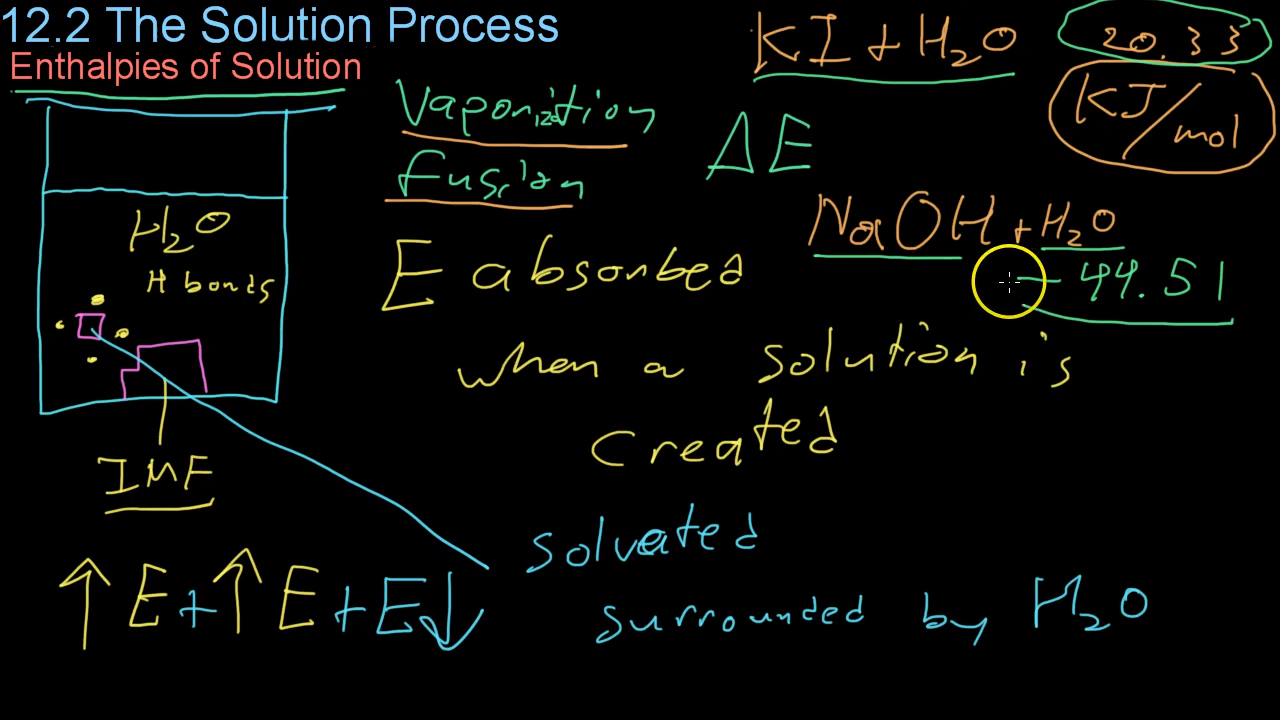 12.2 The Solution Process
Enthalpies of Solution
KI + H2O
20.33
KJ/mol
Vaporization
fusion
ΔE
NaOH + H2O
- 44.51
H2O
H bonds
E absorbed
when a solution is
created
IMF
solvated
surrounded by H2O
↑E + ↑E + E↓